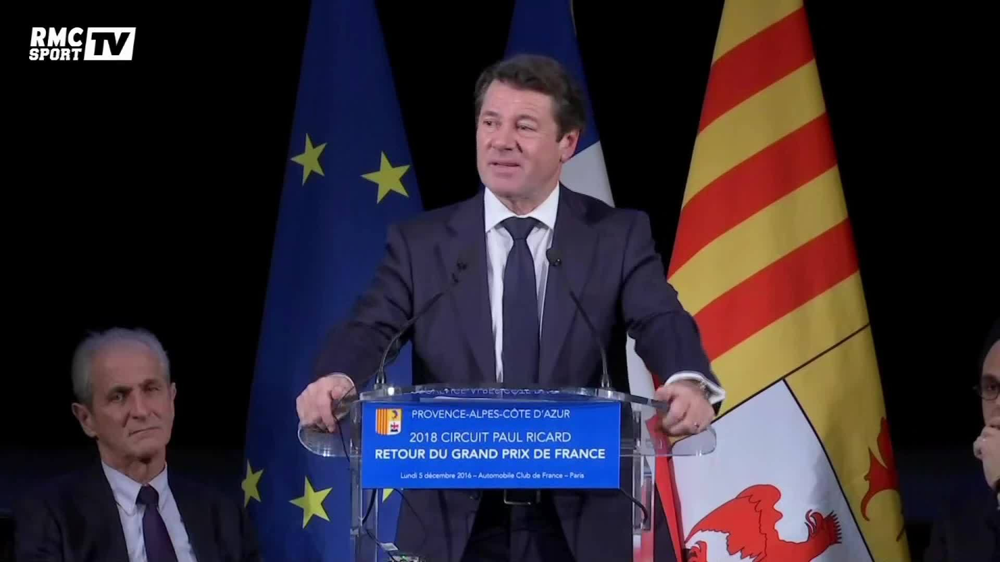 RMC
SPORT TV
PROVENCE-ALPES-CÔTE D'AZUR
2018 CIRCUIT PAUL RICARD
RETOUR DU GRAND PRIX DE FRANCE
Lundi 5 décembre 2016 – Automobile Club de France – Paris